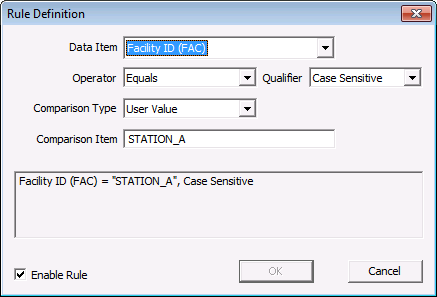 Rule Definition
Data Item Facility ID (FAC)
Operator Equals Qualifier Case Sensitive
Comparison Type User Value
Comparison Item STATION_A
Facility ID (FAC) = "STATION_A", Case Sensitive
Enable Rule OK Cancel